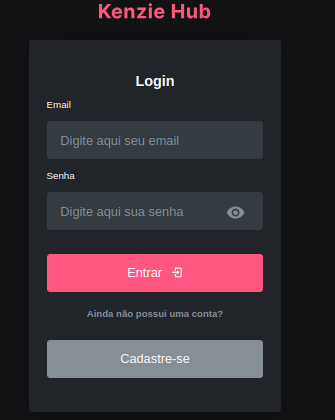 Kenzie Hub
Login
Email
Digite aqui seu email
Senha
Digite aqui sua senha
Entrar
Ainda não possui uma conta?
Cadastre-se